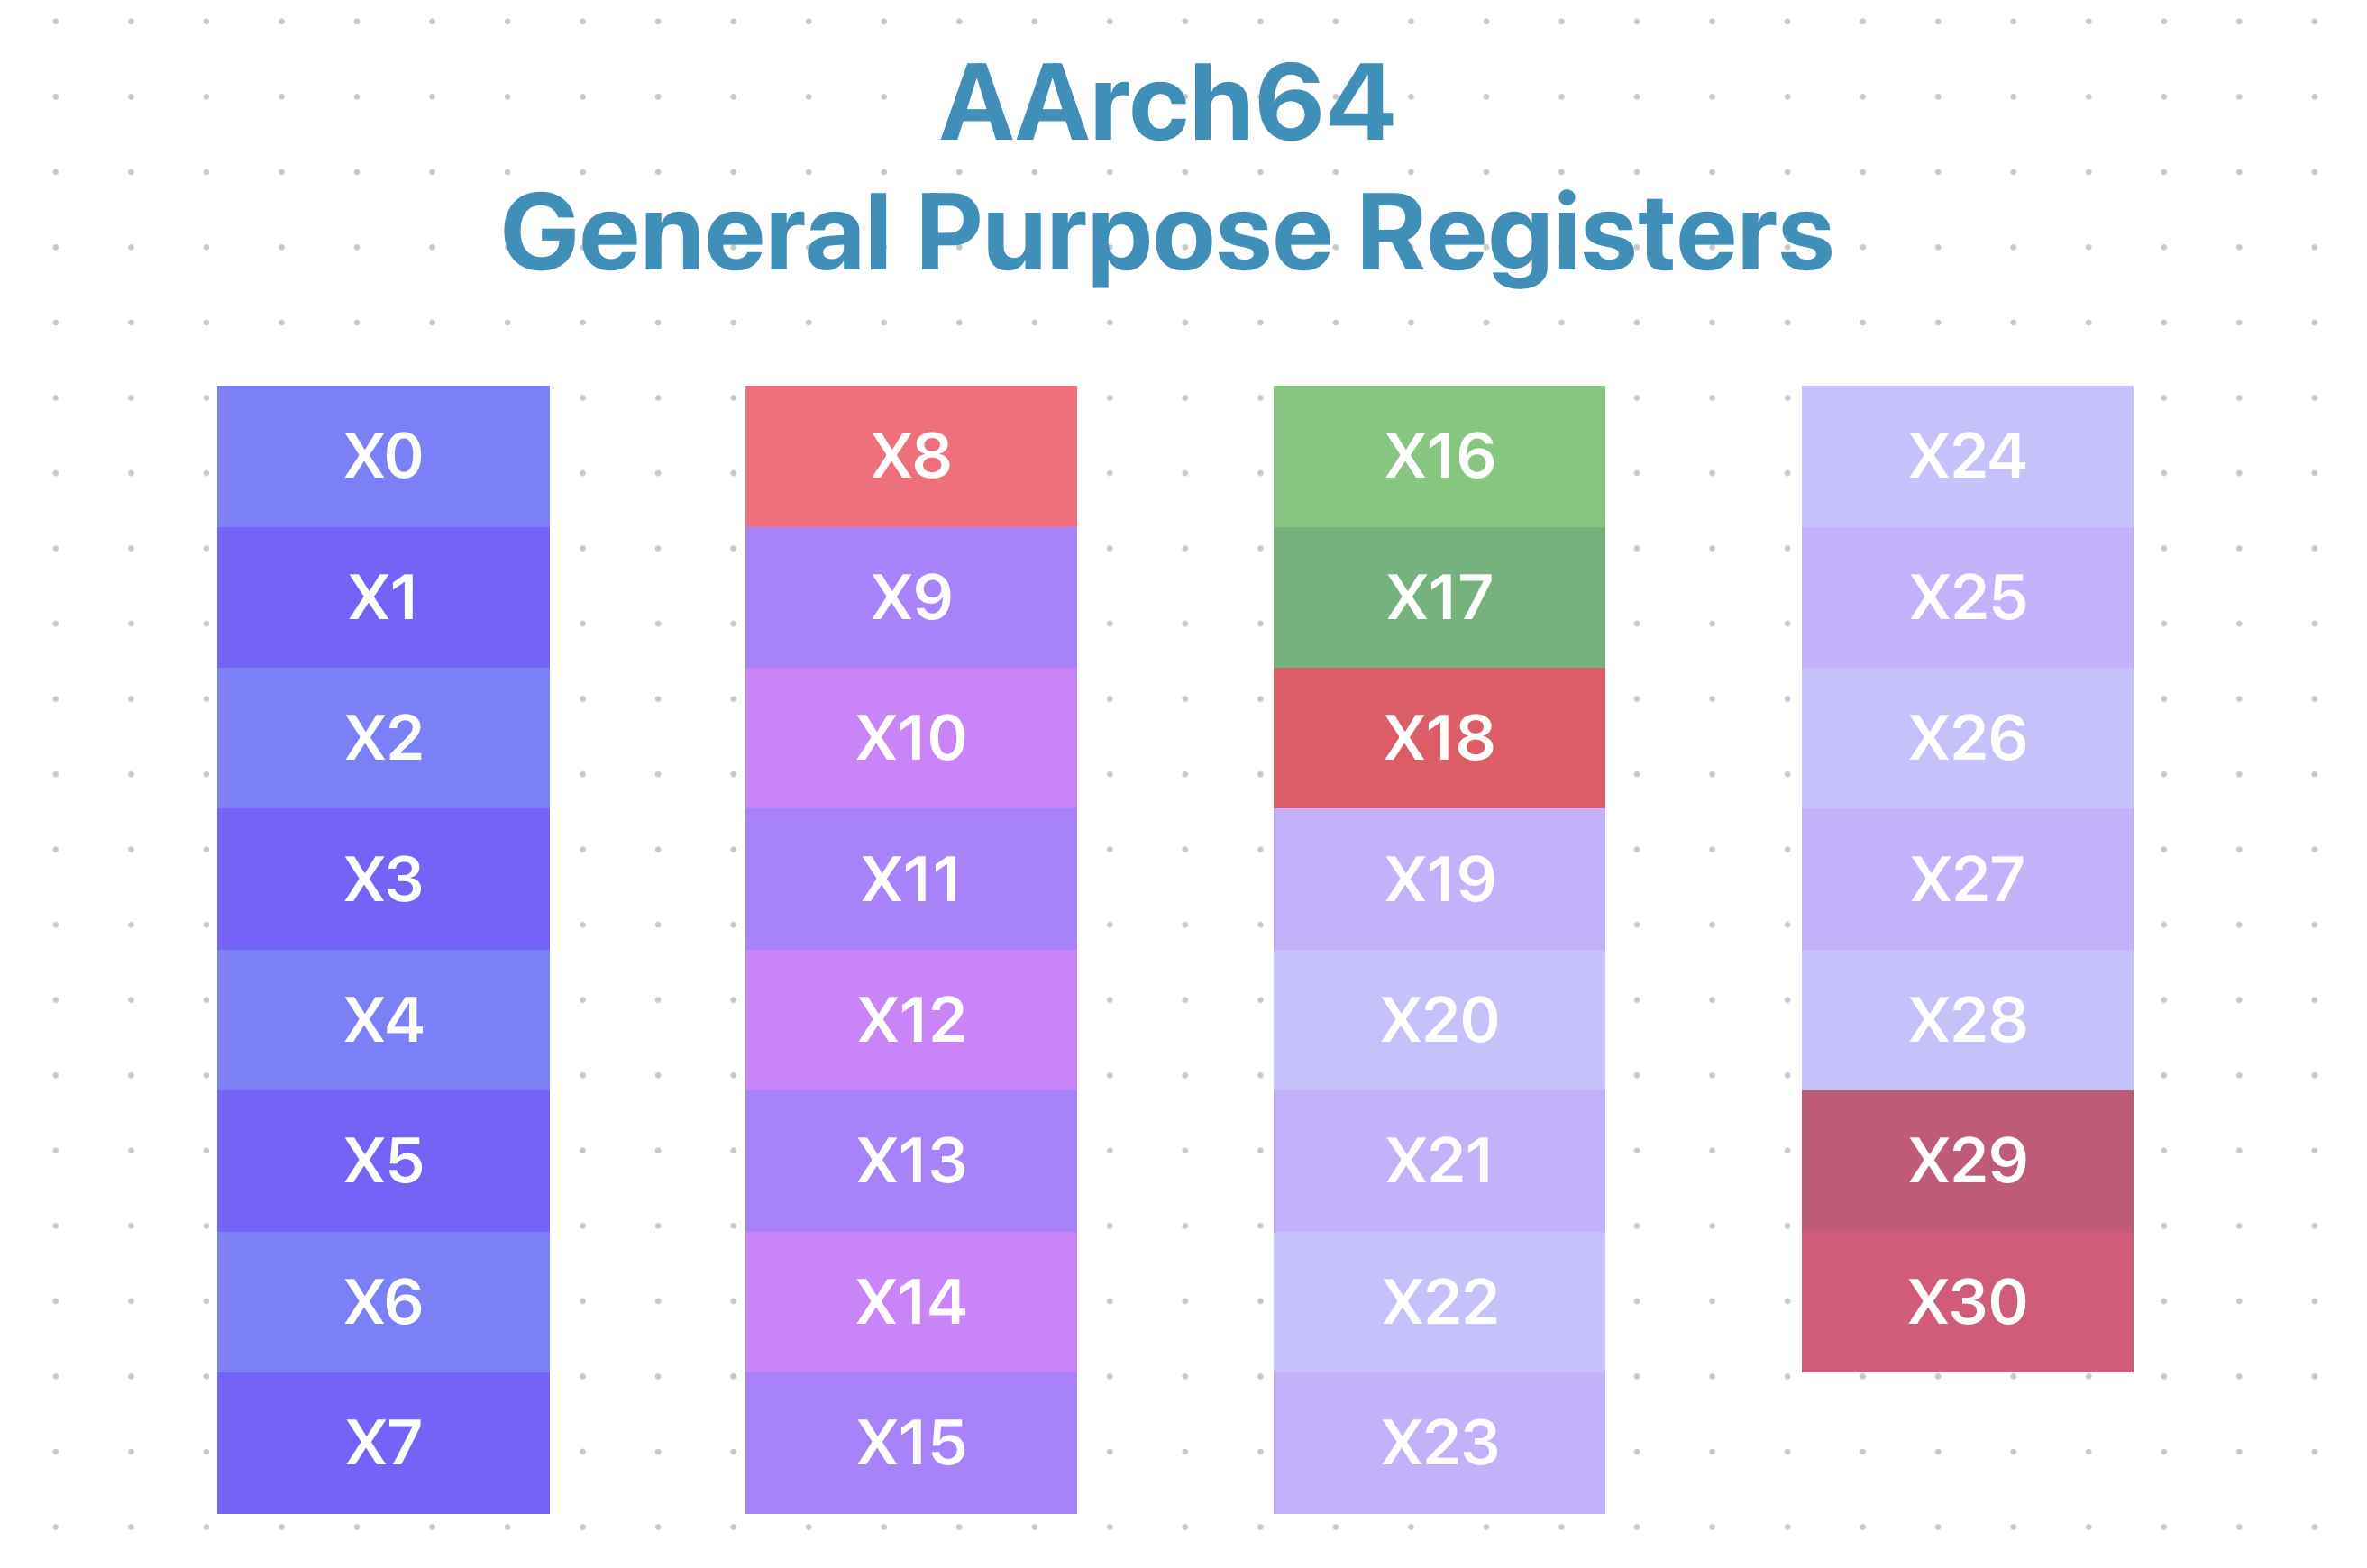 AArch64
General Purpose Registers
X0
X1
X2
X3
X4
X5
X6
X7
X8
X9
X10
X11
X12
X13
X14
X15
X16
X17
X18
X19
X20
X21
X22
X23
X24
X25
X26
X27
X28
X29
X30